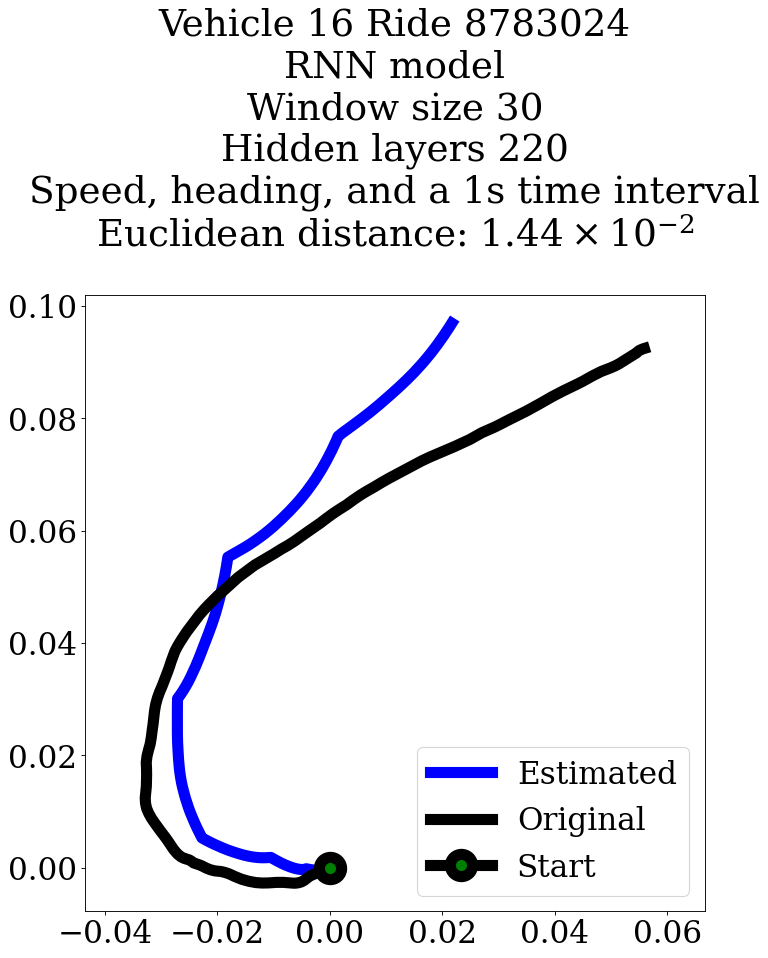 Vehicle 16 Ride 8783024
RNN model
Window size 30
Hidden layers 220
Speed, heading, and a 1s time interval
Euclidean distance: 1.44 × 10⁻²
0.10
0.08
0.06
0.04
0.02
0.00
Estimated
Original
Start
−0.04 −0.02 0.00 0.02 0.04 0.06